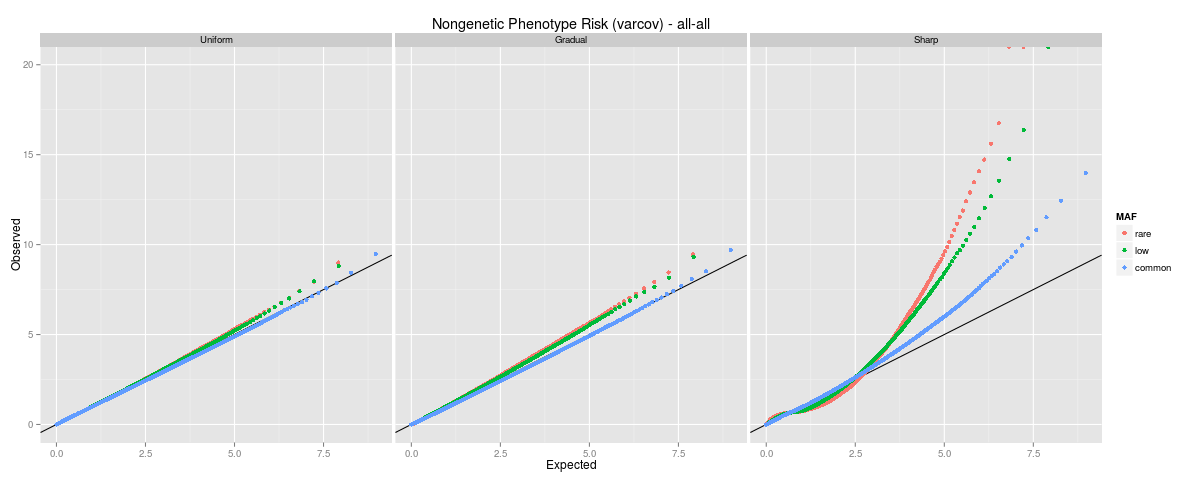 Nongenetic Phenotype Risk (varcov) - all-all
Uniform
Gradual
Sharp
20
15
10
5
0
Observed
0.0
2.5
5.0
7.5
0.0
2.5
5.0
7.5
0.0
2.5
5.0
7.5
Expected
MAF
rare
low
common